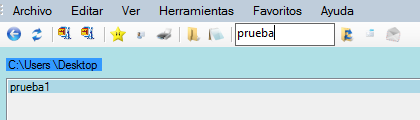 Archivo Editar Ver Herramientas Favoritos Ayuda
prueba
C:\Users \Desktop
prueba1